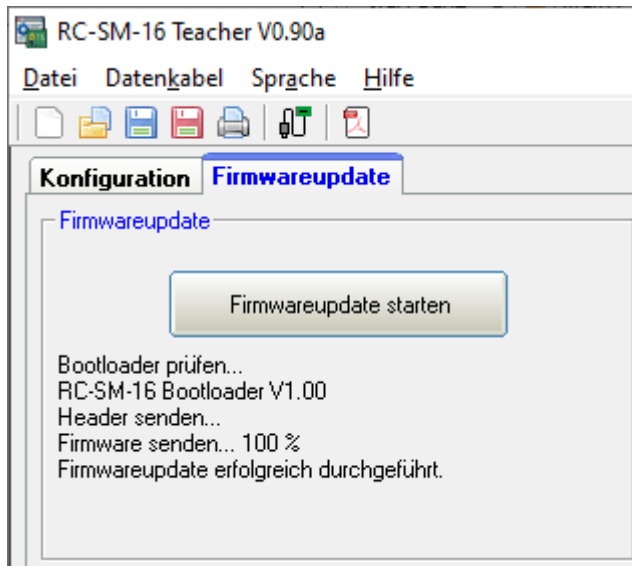 RC-SM-16 Teacher V0.90a
Datei Datenkabel Sprache Hilfe
Konfiguration Firmwareupdate
Firmwareupdate
Firmwareupdate starten
Bootloader prüfen...
RC-SM-16 Bootloader V1.00
Header senden...
Firmware senden... 100 %
Firmwareupdate erfolgreich durchgeführt.